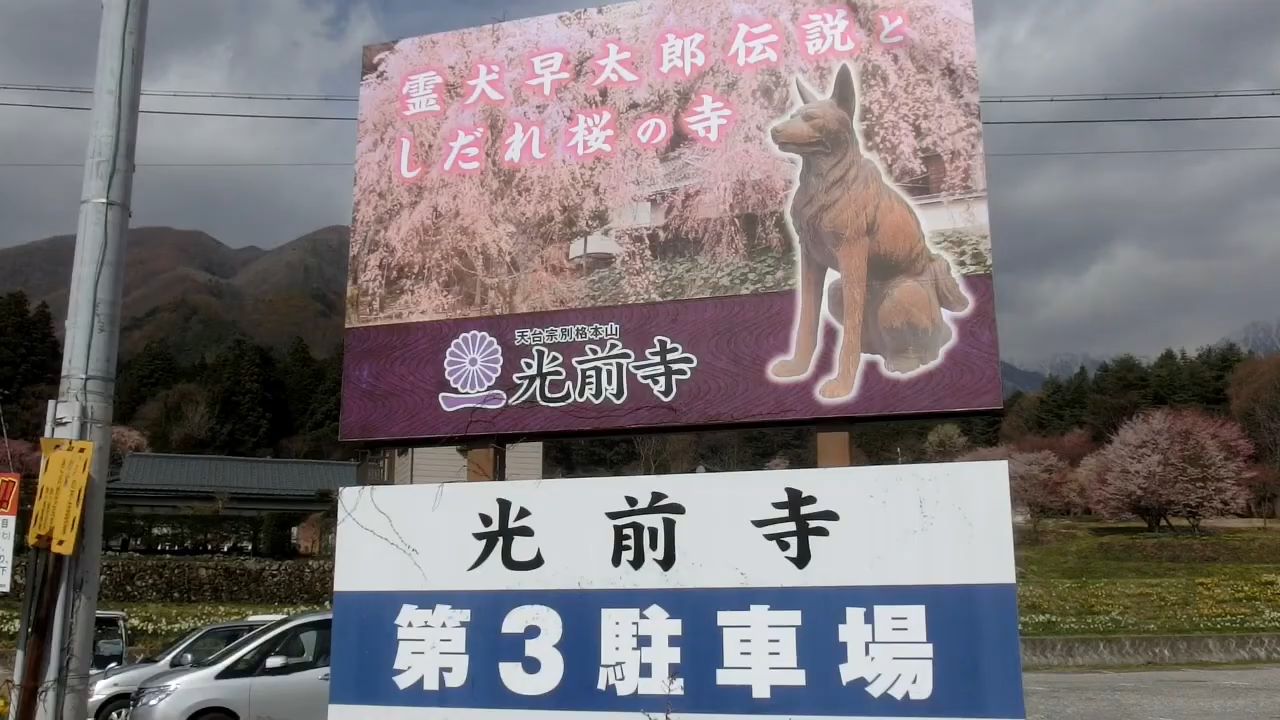 霊犬早太郎伝説と
しだれ桜の寺
天台宗別格本山
光前寺
光前寺
第3駐車場